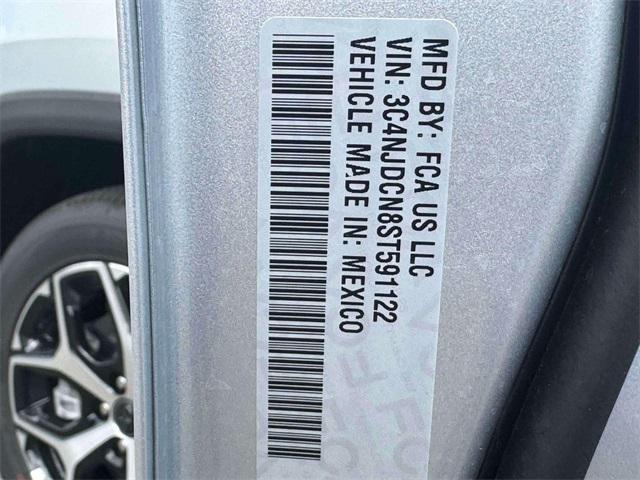 MFD BY: FCA US LLC
VIN: 3C4NJDCN8ST591122
VEHICLE MADE IN: MEXICO